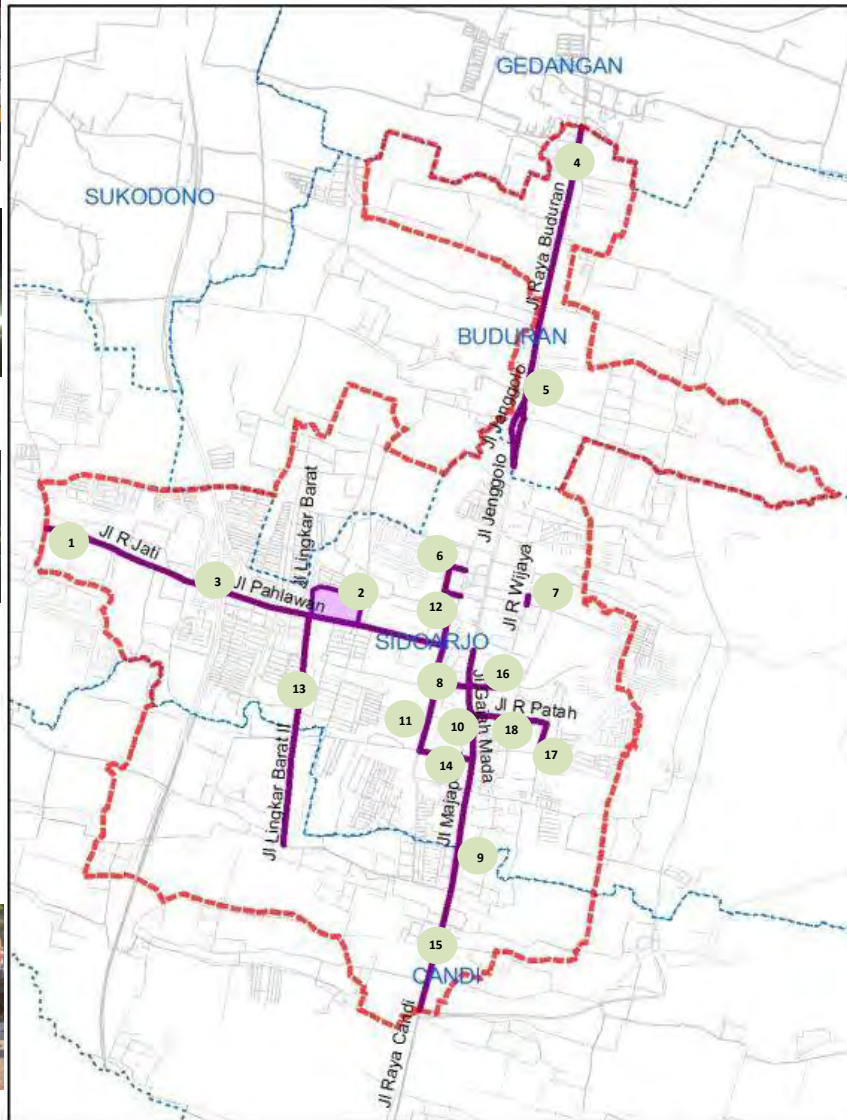 GEDANGAN
4
SUKODONO
Jl Raya Buduran
BUDURAN
5
Jl Jenggolo
Jl Jenggolo
Jl Lingkar Barat
1
Jl R Jati
6
3
Jl Pahlawan
2
7
Jl R Wijaya
12
SIDOARJO
16
8
13
Jl Gajah Mada
Jl R Patah
11
10
18
17
14
Jl Lingkar Barat II
Jl Majap
9
15
CANDI
Jl Raya Candi